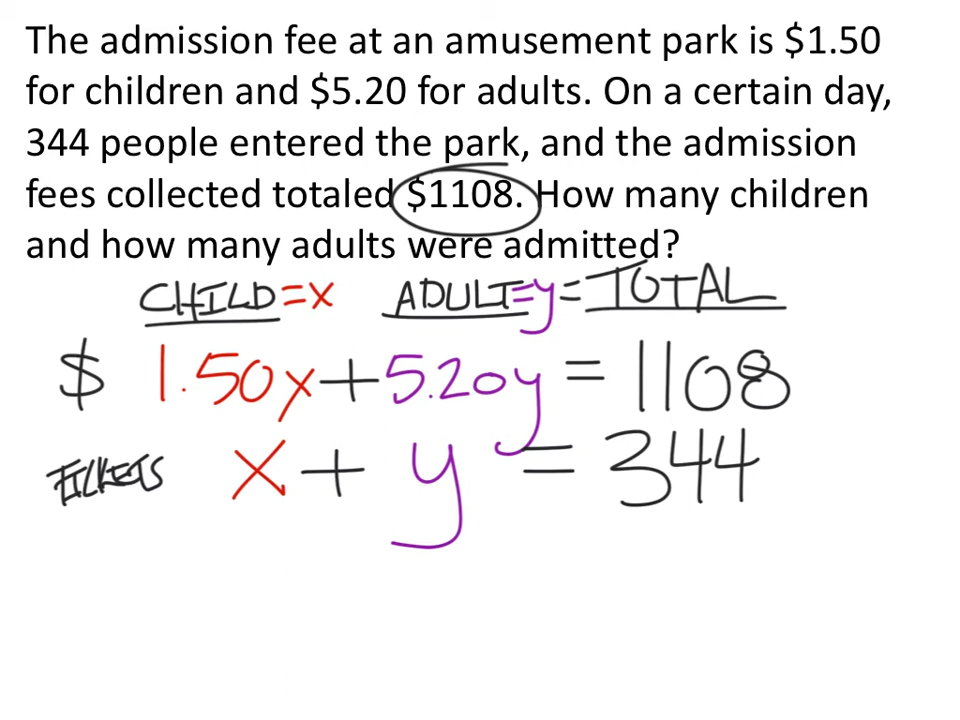 The admission fee at an amusement park is $1.50
for children and $5.20 for adults. On a certain day,
344 people entered the park, and the admission
fees collected totaled $1108. How many children
and how many adults were admitted?
CHILD=x ADULT=y=TOTAL
$ 1.50x+5.20y=1108
TICKETS x+y=344